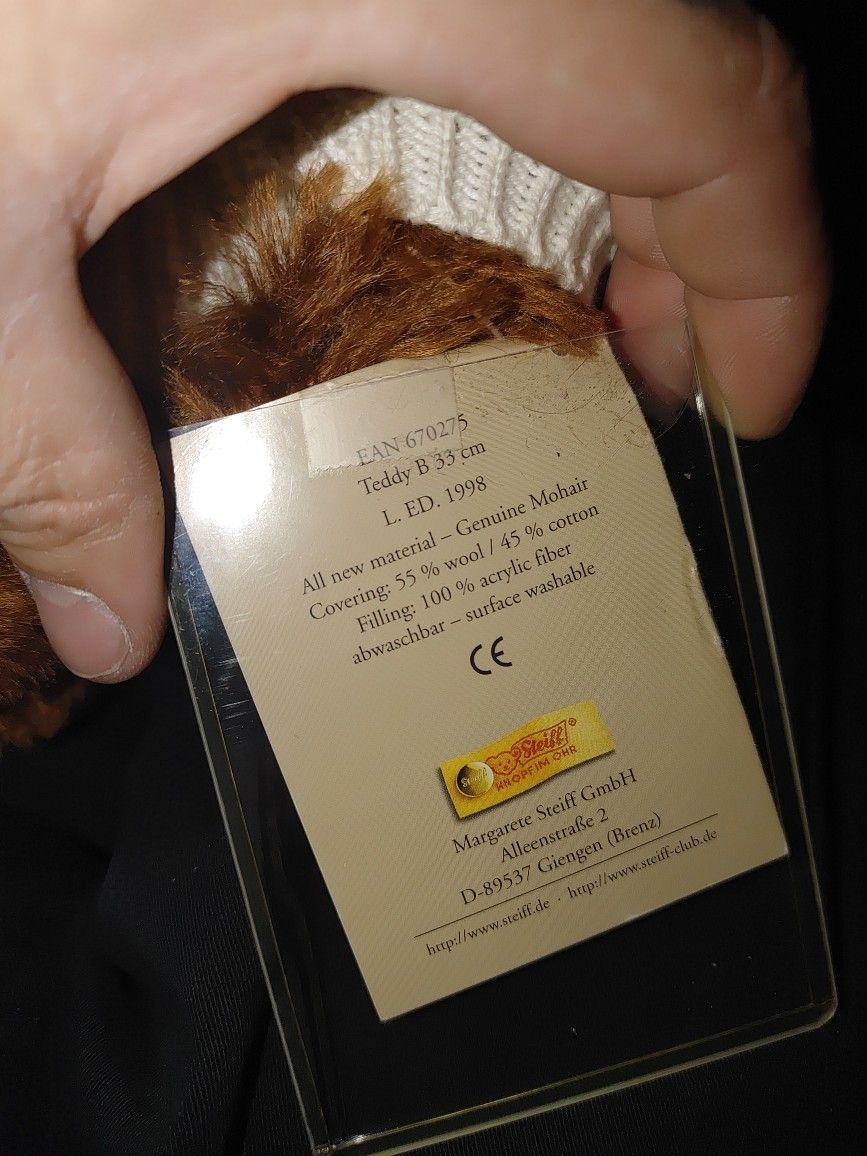 EAN 670275
Teddy B 33 cm
L. ED. 1998
All new material – Genuine Mohair
Covering: 55 % wool / 45 % cotton
Filling: 100 % acrylic fiber
abwaschbar – surface washable
CE
Steiff ®
Steiff
KNOPF IM OHR
Margarete Steiff GmbH
Alleenstraße 2
D-89537 Giengen (Brenz)
http://www.steiff.de · http://www.steiff-club.de